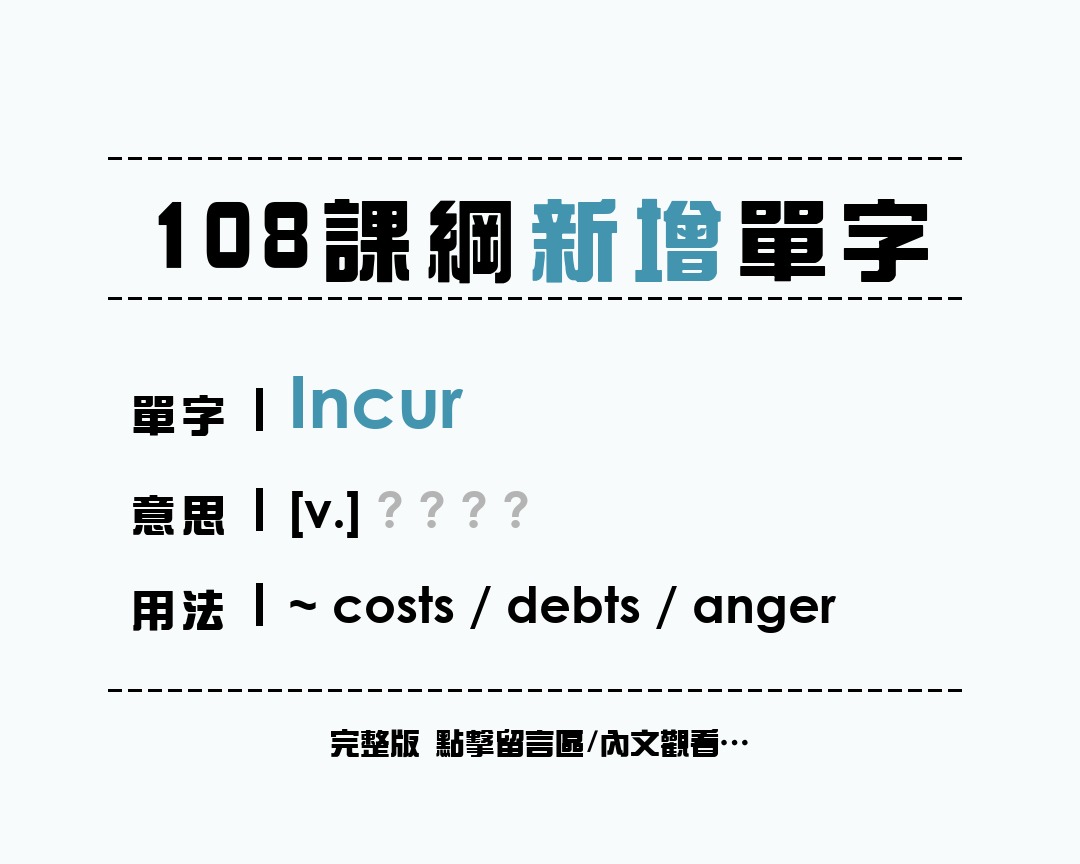 108課綱新增單字
單字 | Incur
意思 | [v.] ? ? ? ?
用法 | ~ costs / debts / anger
完整版 點擊留言區/內文觀看…